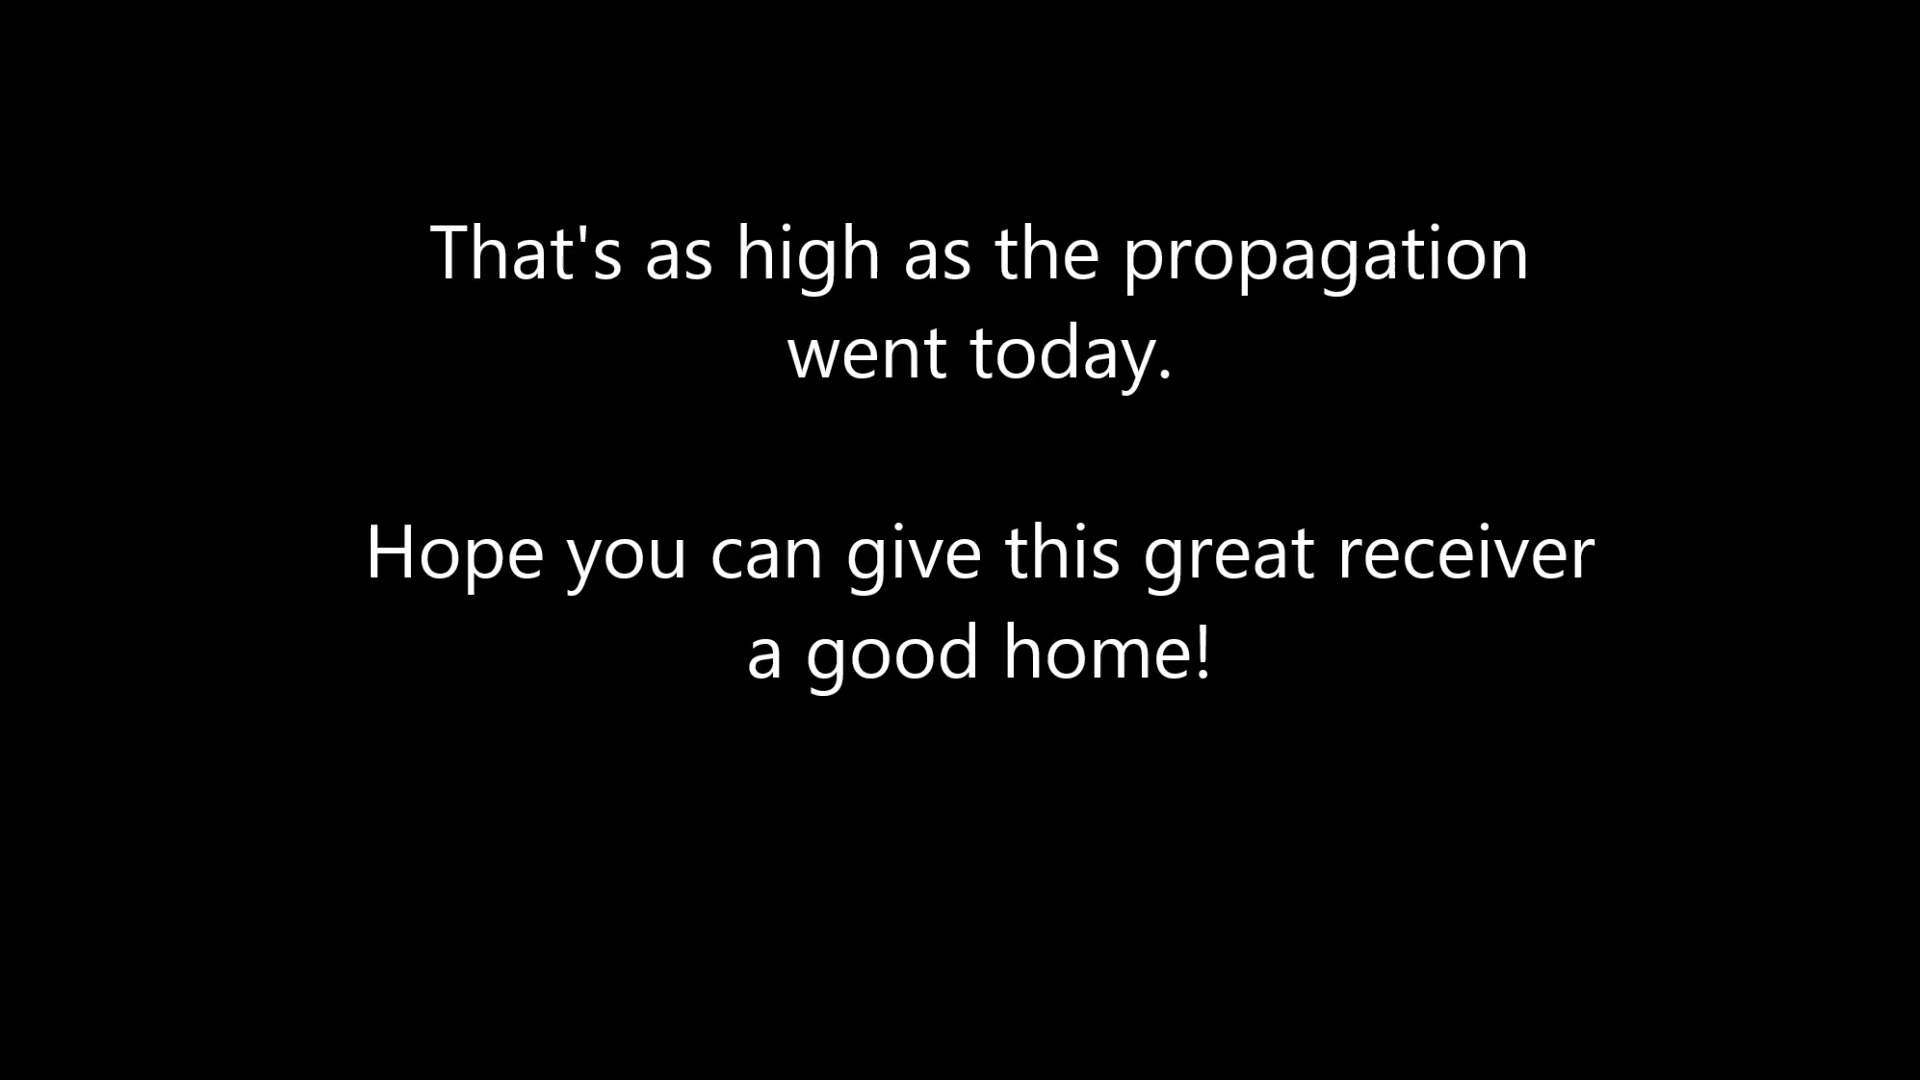 That's as high as the propagation
went today.
Hope you can give this great receiver
a good home!